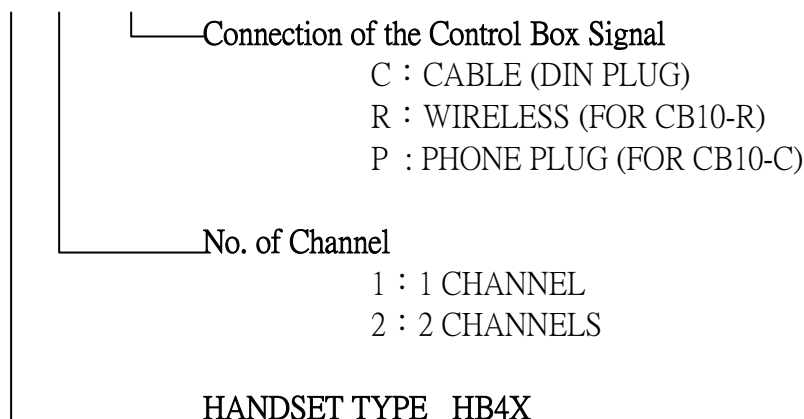 Connection of the Control Box Signal
C：CABLE (DIN PLUG)
R：WIRELESS (FOR CB10-R)
P : PHONE PLUG (FOR CB10-C)
No. of Channel
1：1 CHANNEL
2：2 CHANNELS
HANDSET TYPE HB4X